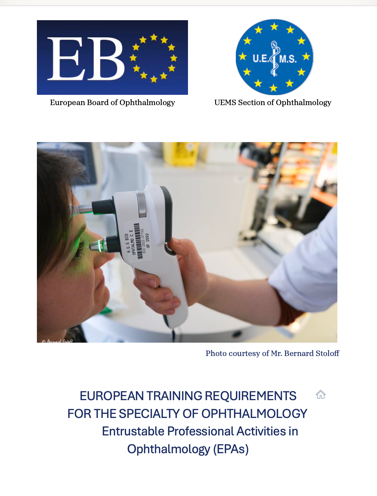 EBO
U.E.M.S.
European Board of Ophthalmology
UEMS Section of Ophthalmology
Photo courtesy of Mr. Bernard Stoloff
EUROPEAN TRAINING REQUIREMENTS
FOR THE SPECIALTY OF OPHTHALMOLOGY
Entrustable Professional Activities in
Ophthalmology (EPAs)